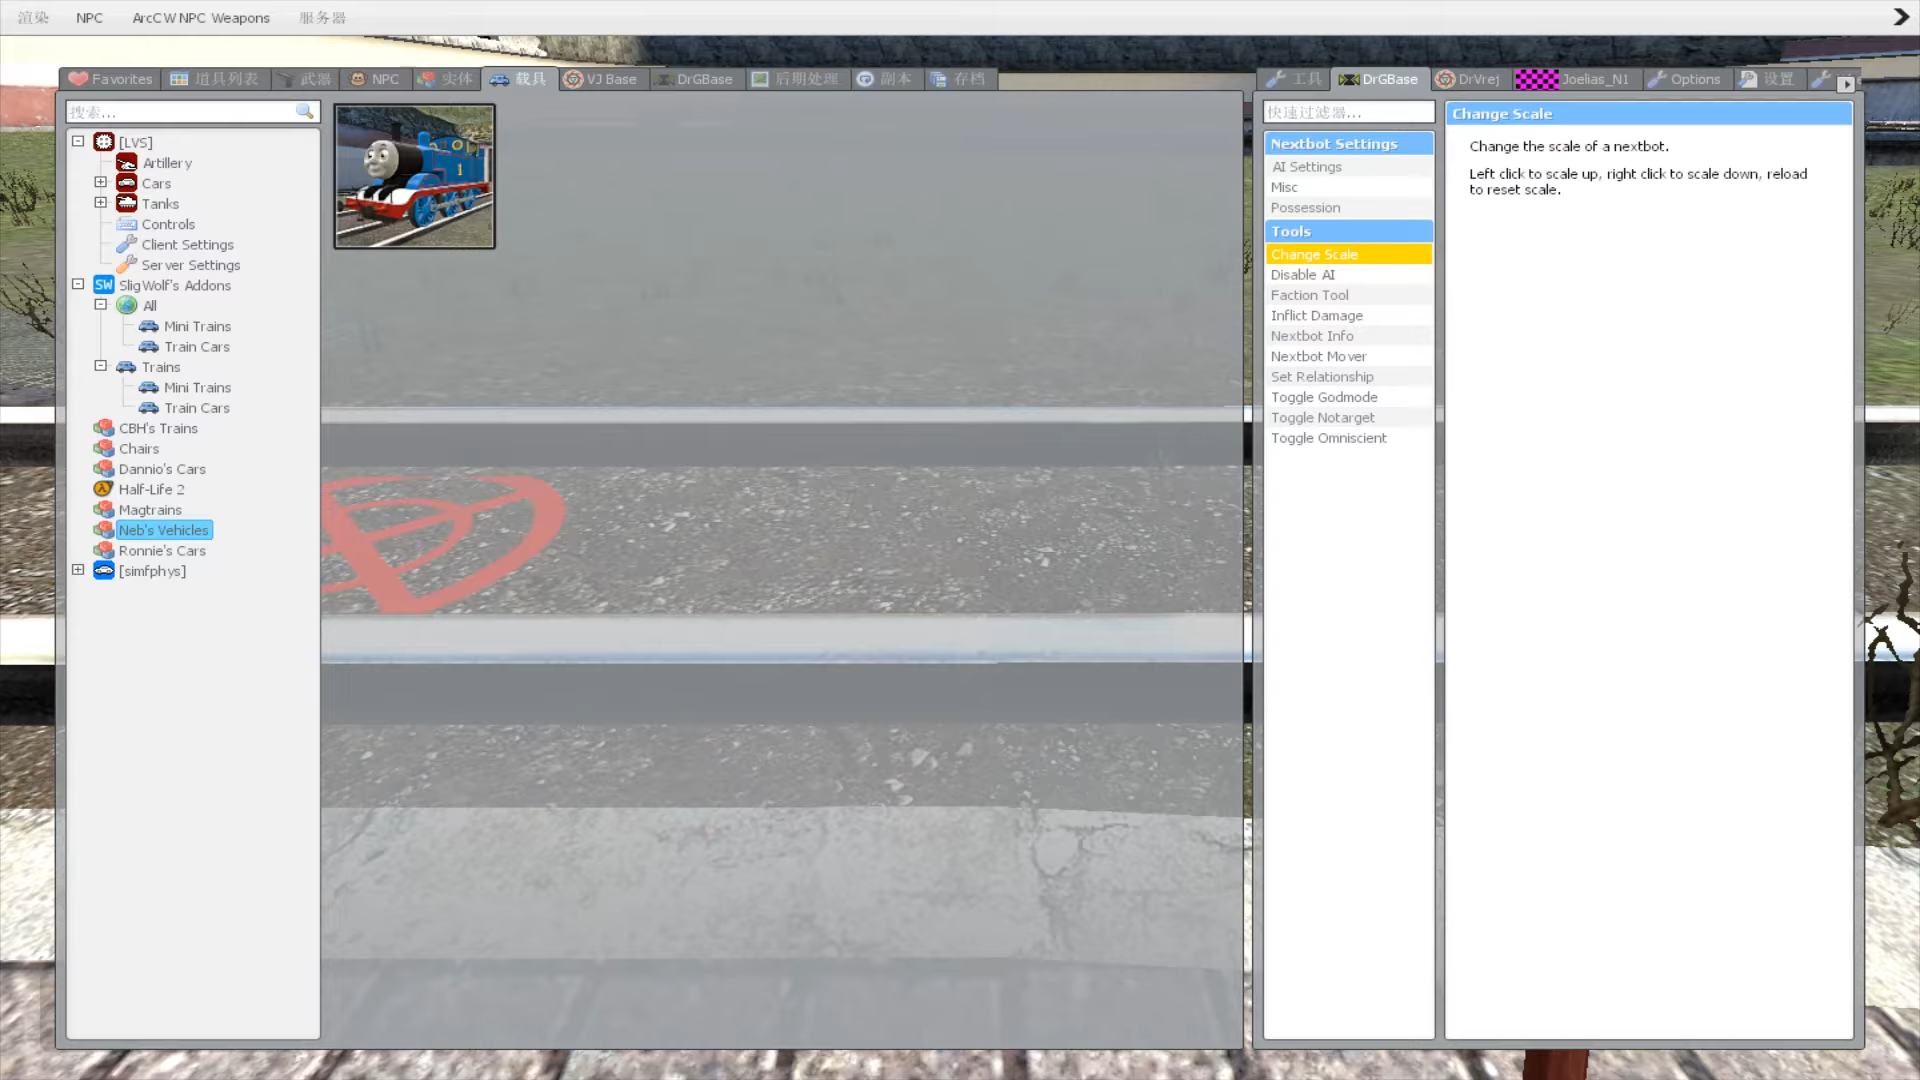 渲染 NPC ArcCW NPC Weapons 服务器
Favorites 道具列表 武器 NPC 实体 载具 VJ Base DrGBase 后期处理 副本 存档
工具 DrGBase DrVrej Joelias_N1 Options 设置
搜索...
[LVS]
Artillery
Cars
Tanks
Controls
Client Settings
Server Settings
SligWolf's Addons
All
Mini Trains
Train Cars
Trains
Mini Trains
Train Cars
CBH's Trains
Chairs
Dannio's Cars
Half-Life 2
Magtrains
Neb's Vehicles
Ronnie's Cars
[simfphys]
1
快速过滤器...
Nextbot Settings
AI Settings
Misc
Possession
Tools
Change Scale
Disable AI
Faction Tool
Inflict Damage
Nextbot Info
Nextbot Mover
Set Relationship
Toggle Godmode
Toggle Notarget
Toggle Omniscient
Change Scale
Change the scale of a nextbot.
Left click to scale up, right click to scale down, reload
to reset scale.